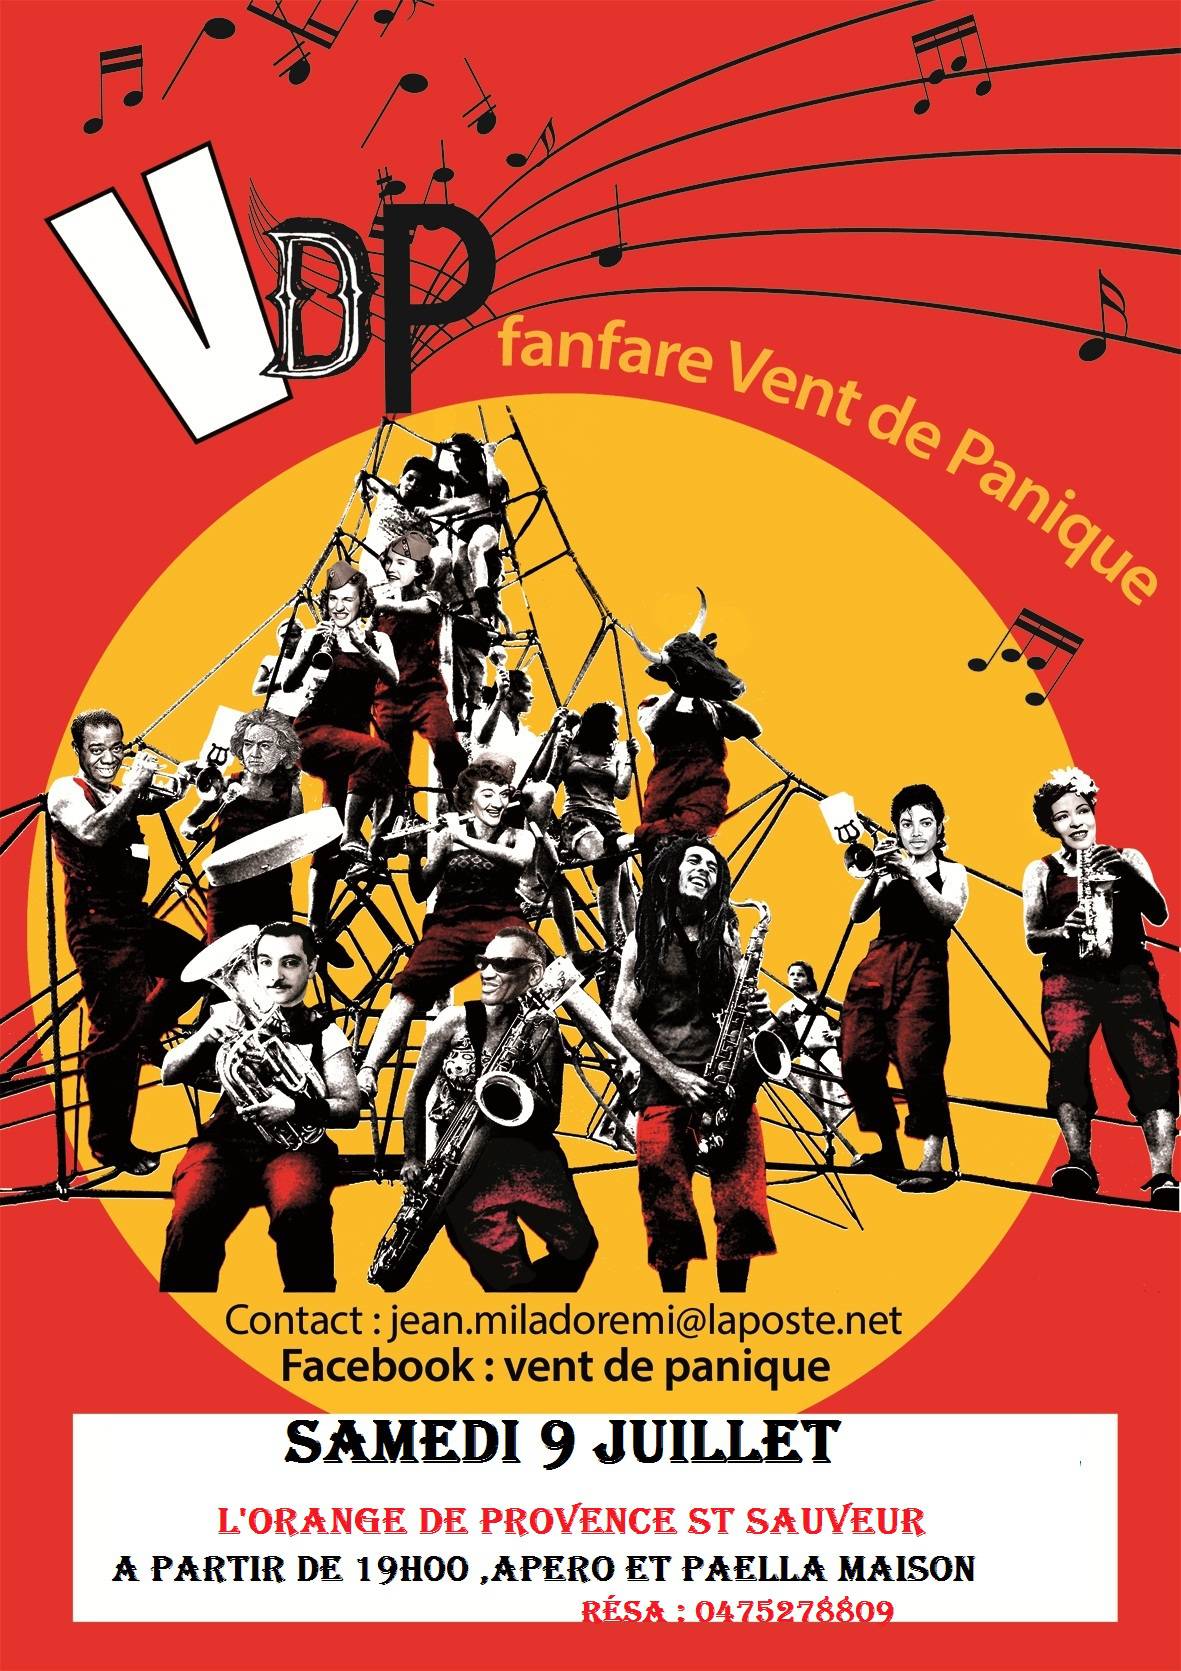 VDP
fanfare Vent de Panique
Contact : jean.miladoremi@laposte.net
Facebook : vent de panique
SAMEDI 9 JUILLET
L'ORANGE DE PROVENCE ST SAUVEUR
A PARTIR DE 19H00 ,APERO ET PAELLA MAISON
RÉSA : 0475278809